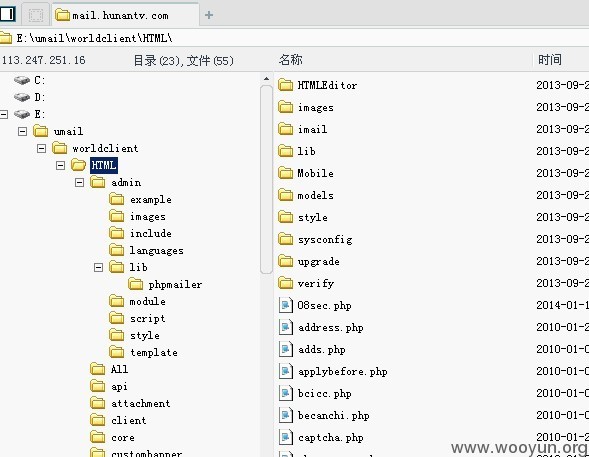 mail.hunantv.com
E:\umail\worldclient\HTML\
113.247.251.16 目录(23),文件(55) 名称 时间
C:
D:
E:
umail
worldclient
HTML
admin
example
images
include
languages
lib
phpmailer
module
script
style
template
All
api
attachment
client
core
custombanner
HTMLEditor 2013-09-2
images 2013-09-2
imail 2013-09-2
lib 2013-09-2
Mobile 2013-09-2
models 2013-09-2
style 2013-09-2
sysconfig 2013-09-2
upgrade 2013-09-2
verify 2013-09-2
08sec.php 2014-01-1
address.php 2010-01-0
adds.php 2010-01-0
applybefore.php 2010-01-0
bcicc.php 2010-01-0
becanchi.php 2010-01-0
captcha.php 2010-01-0
www.wooyun.org